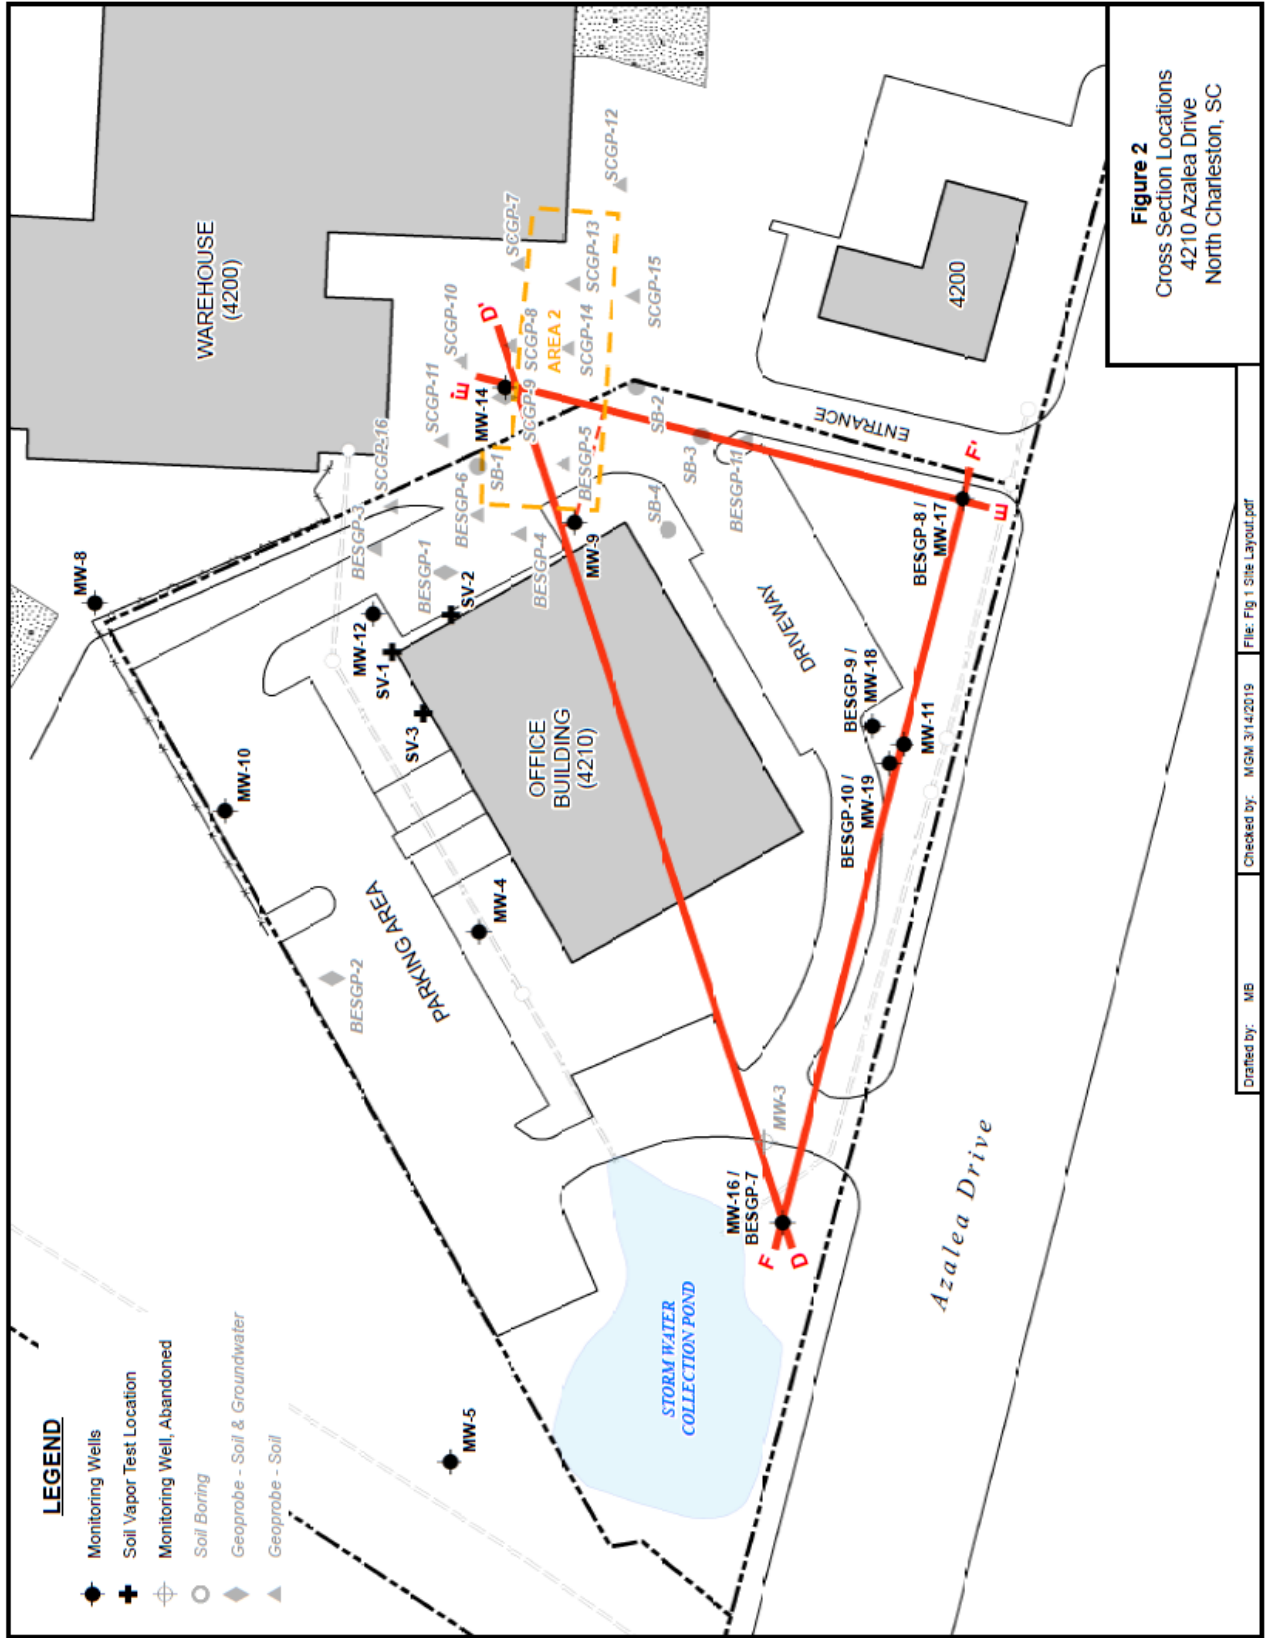 LEGEND
Monitoring Wells
Soil Vapor Test Location
Monitoring Well, Abandoned
Soil Boring
Geoprobe - Soil & Groundwater
Geoprobe - Soil
MW-5
MW-10
MW-8
BESGP-2
PARKING AREA
MW-4
SV-3
SV-1
MW-12
SV-2
BESGP-1
BESGP-3
SCGP-16
BESGP-6
BESGP-4
SCGP-11
SCGP-10
WAREHOUSE
(4200)
MW-14
E'
D'
SB-1
SCGP-9
SCGP-8
SCGP-7
AREA 2
SCGP-14
SCGP-13
SCGP-12
SCGP-15
BESGP-5
MW-9
OFFICE
BUILDING
(4210)
SB-4
SB-2
SB-3
BESGP-11
DRIVEWAY
ENTRANCE
4200
STORM WATER
COLLECTION POND
MW-16 /
BESGP-7
MW-3
F
D
BESGP-10 /
MW-19
BESGP-9 /
MW-18
MW-11
BESGP-8 /
MW-17
F'
E
Azalea Drive
Figure 2
Cross Section Locations
4210 Azalea Drive
North Charleston, SC
Drafted by: MB
Checked by: MGM 3/14/2019
File: Fig 1 Site Layout.pdf